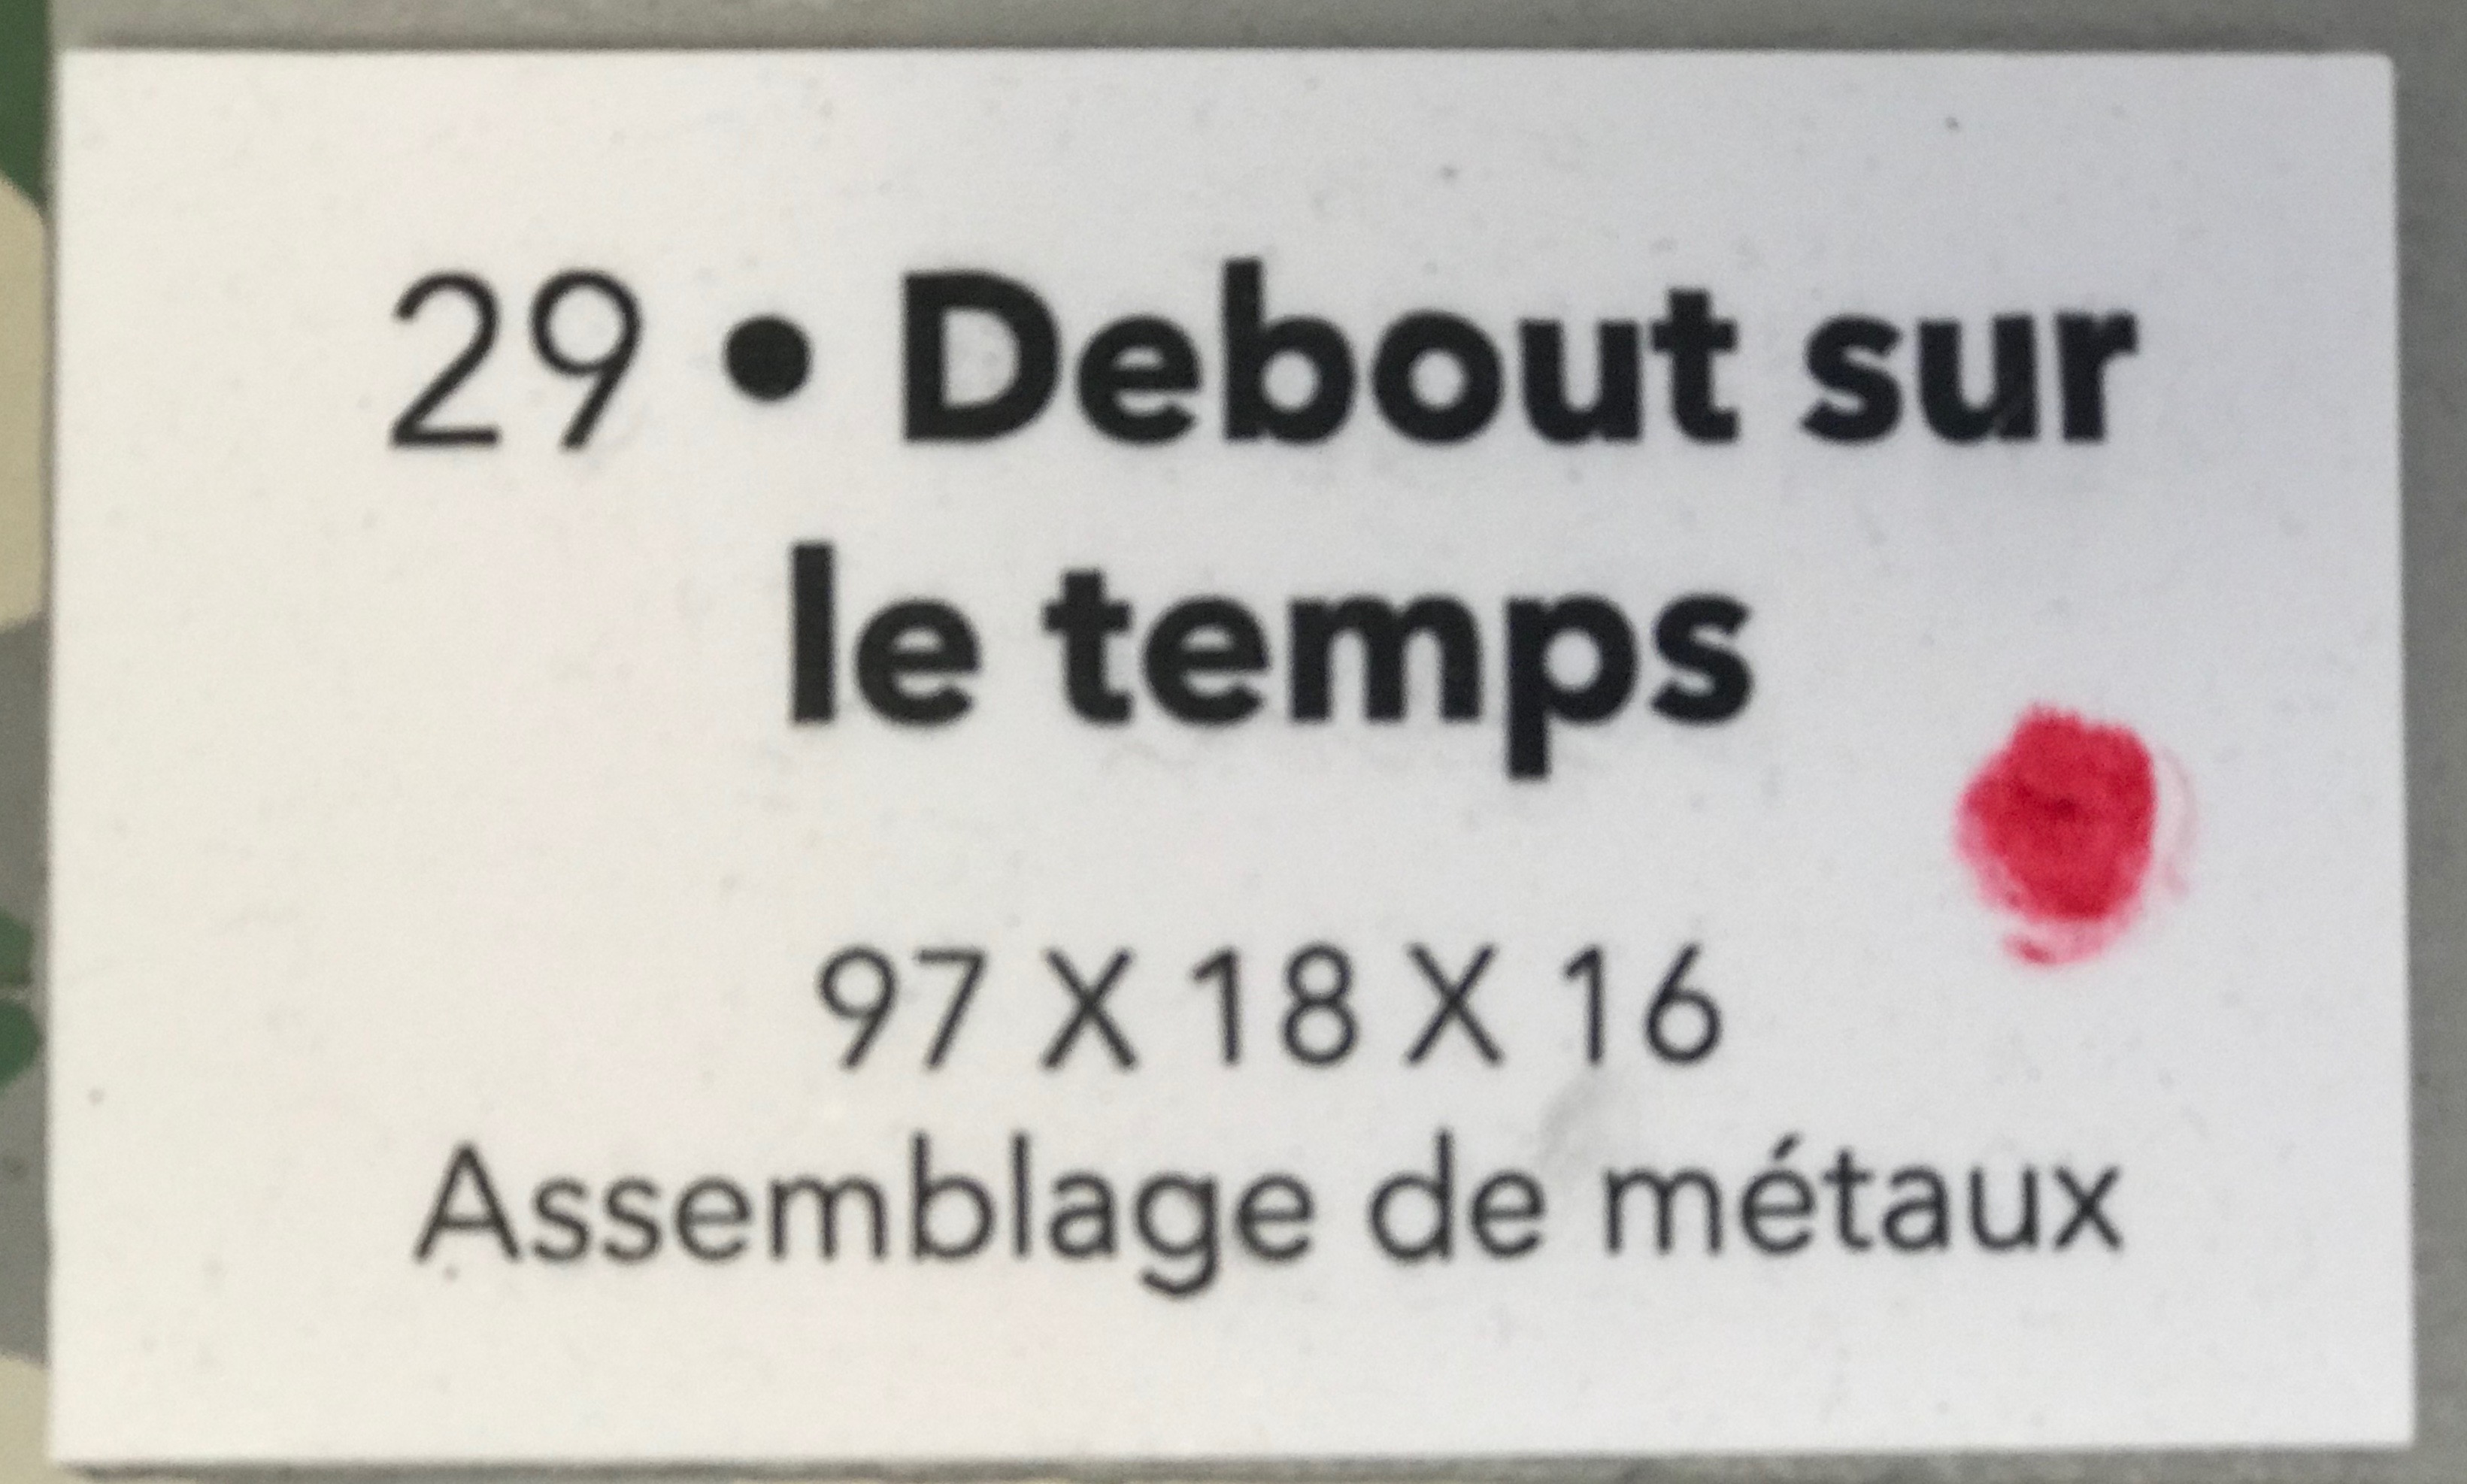 29 • Debout sur
le temps
97 X 18 X 16
Assemblage de métaux